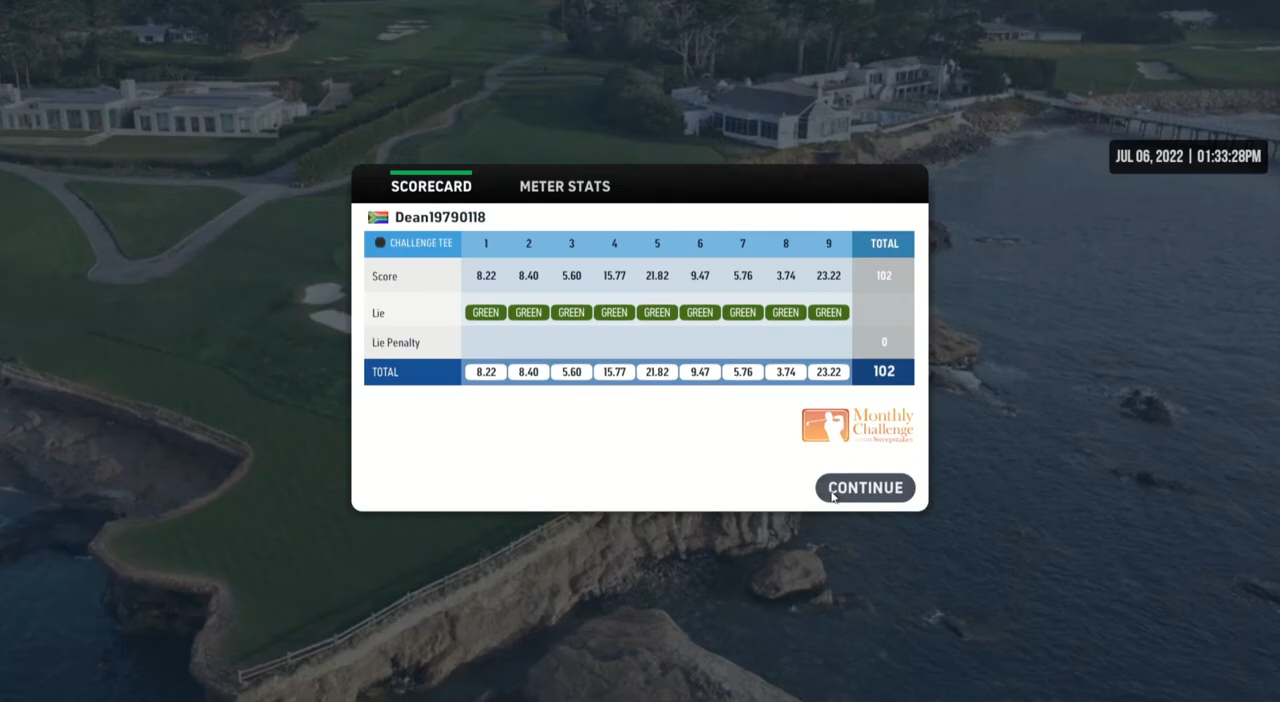 JUL 06, 2022 | 01:33:28PM
SCORECARD METER STATS
Dean19790118
CHALLENGE TEE 1 2 3 4 5 6 7 8 9 TOTAL
Score 8.22 8.40 5.60 15.77 21.82 9.47 5.76 3.74 23.22 102
Lie GREEN GREEN GREEN GREEN GREEN GREEN GREEN GREEN GREEN
Lie Penalty 0
TOTAL 8.22 8.40 5.60 15.77 21.82 9.47 5.76 3.74 23.22 102
Monthly
Challenge
Sweepstakes
CONTINUE